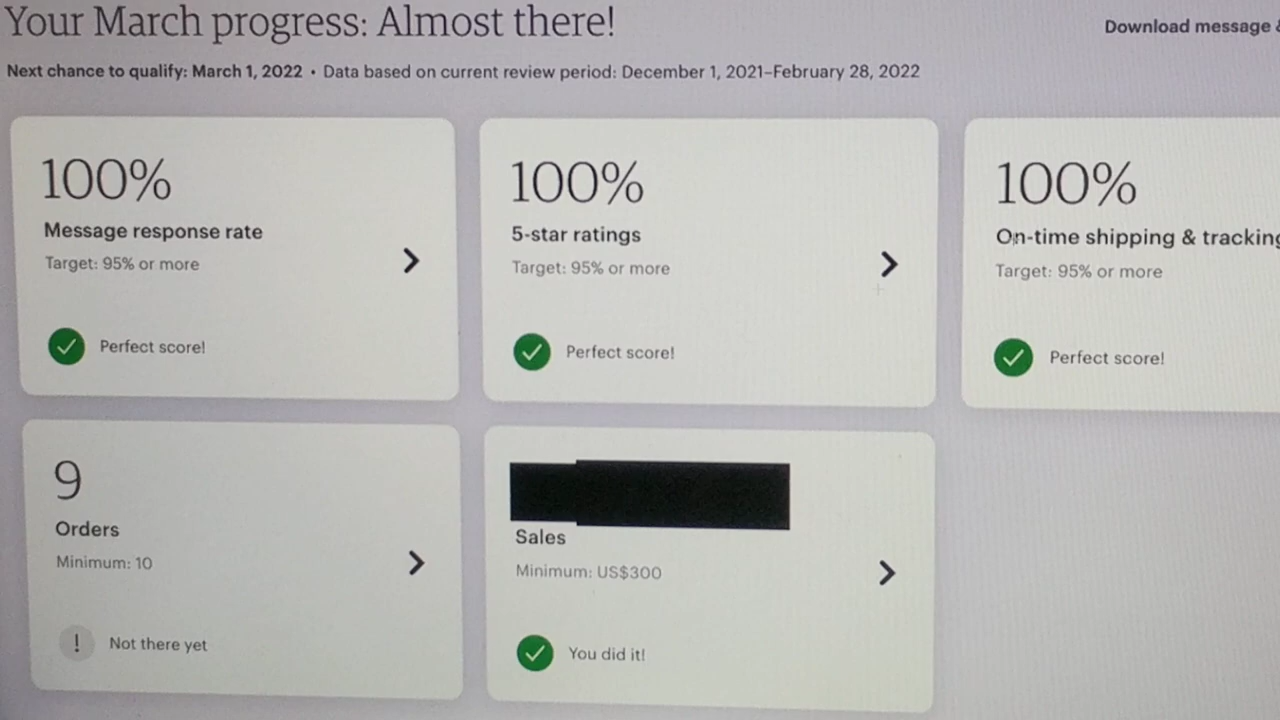 Your March progress: Almost there!
Download message
Next chance to qualify: March 1, 2022 • Data based on current review period: December 1, 2021–February 28, 2022
100%
Message response rate
Target: 95% or more
Perfect score!
100%
5-star ratings
Target: 95% or more
Perfect score!
100%
On-time shipping & tracking
Target: 95% or more
Perfect score!
9
Orders
Minimum: 10
! Not there yet
Sales
Minimum: US$300
You did it!